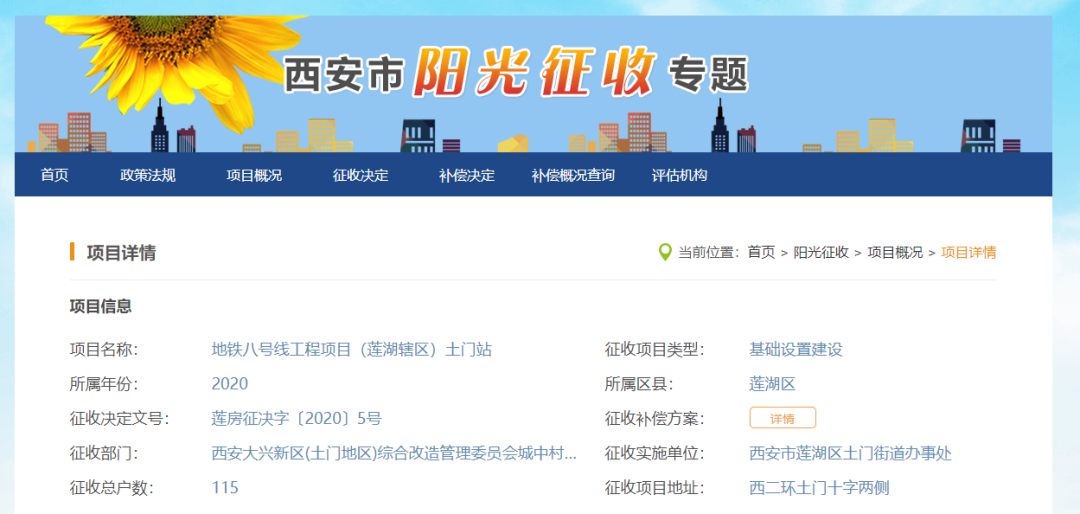 西安市阳光征收专题
首页 政策法规 项目概况 征收决定 补偿决定 补偿概况查询 评估机构
项目详情 当前位置：首页 > 阳光征收 > 项目概况 > 项目详情
项目信息
项目名称： 地铁八号线工程项目（莲湖辖区）土门站 征收项目类型： 基础设置建设
所属年份： 2020 所属区县： 莲湖区
征收决定文号： 莲房征决字〔2020〕5号 征收补偿方案： 详情
征收部门： 西安大兴新区(土门地区)综合改造管理委员会城中村... 征收实施单位： 西安市莲湖区土门街道办事处
征收总户数： 115 征收项目地址： 西二环土门十字两侧